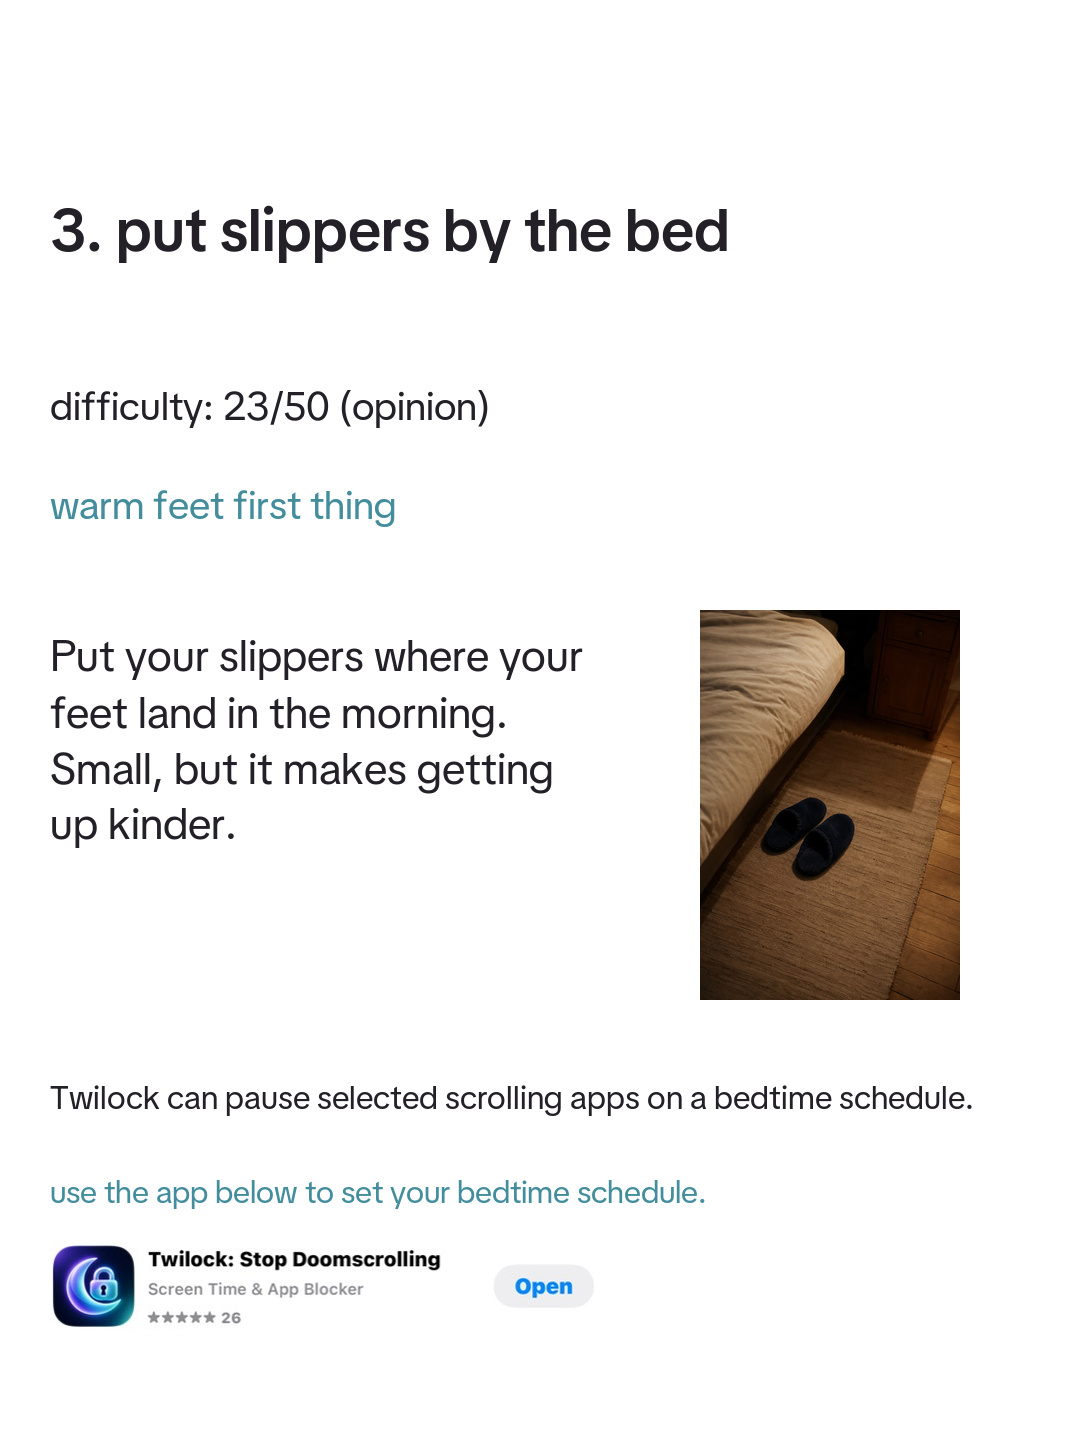 3. put slippers by the bed
difficulty: 23/50 (opinion)
warm feet first thing
Put your slippers where your
feet land in the morning.
Small, but it makes getting
up kinder.
Twilock can pause selected scrolling apps on a bedtime schedule.
use the app below to set your bedtime schedule.
Twilock: Stop Doomscrolling
Screen Time & App Blocker
★★★★★ 26
Open